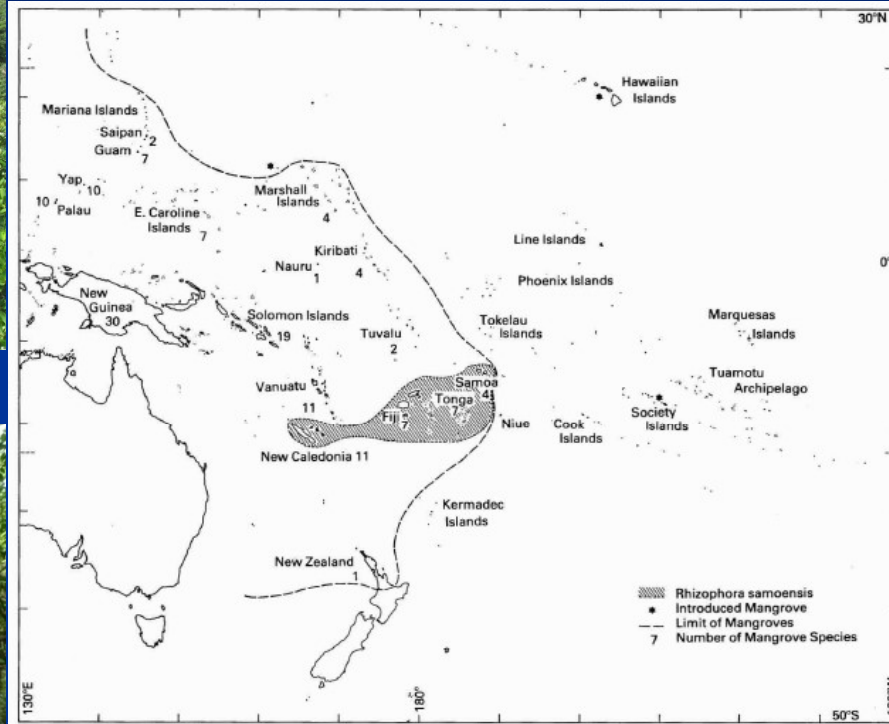 30°N
Hawaiian
Islands
Mariana Islands
Saipan
2
Guam
7
Yap
10
10
Palau
E. Caroline
Islands
7
Marshall
Islands
4
Kiribati
4
Nauru
1
Line Islands
0°
Phoenix Islands
New
Guinea
30
Solomon Islands
19
Tuvalu
2
Tokelau
Islands
Marquesas
Islands
Vanuatu
11
Samoa
4
Tonga
7
Fiji
7
Niue
Cook
Islands
Society
Islands
Tuamotu
Archipelago
New Caledonia 11
Kermadec
Islands
New Zealand
1
Rhizophora samoensis
Introduced Mangrove
Limit of Mangroves
7 Number of Mangrove Species
130°E
180°
50°S